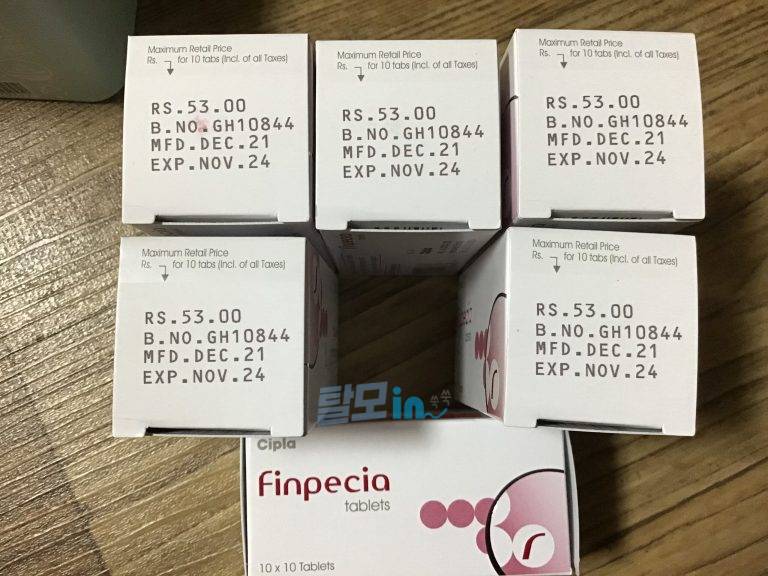 Maximum Retail Price
Rs. for 10 tabs (Incl. of all Taxes)
RS.53.00
B.NO.GH10844
MFD.DEC.21
EXP.NOV.24
Maximum Retail Price
Rs. for 10 tabs (Incl. of all Taxes)
RS.53.00
B.NO.GH10844
MFD.DEC.21
EXP.NOV.24
Maximum Retail Price
Rs. for 10 tabs (Incl. of all Taxes)
RS.53.00
B.NO.GH10844
MFD.DEC.21
EXP.NOV.24
Maximum Retail Price
Rs. for 10 tabs (Incl. of all Taxes)
RS.53.00
B.NO.GH10844
MFD.DEC.21
EXP.NOV.24
Maximum Retail Price
Rs. for 10 tabs (Incl. of all Taxes)
RS.53.00
B.NO.GH10844
MFD.DEC.21
EXP.NOV.24
탈모in쑥쑥
Cipla
Finpecia
tablets
10 x 10 Tablets